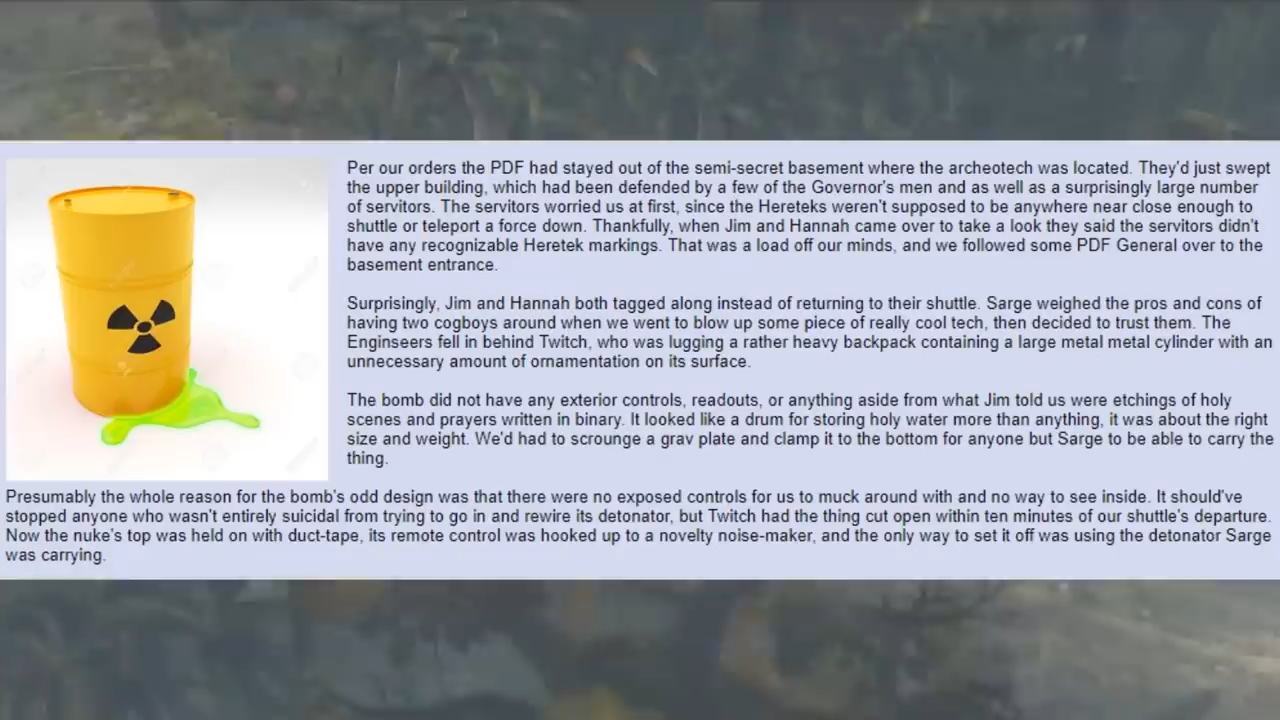 Per our orders the PDF had stayed out of the semi-secret basement where the archeotech was located. They'd just swept
the upper building, which had been defended by a few of the Governor's men and as well as a surprisingly large number
of servitors. The servitors worried us at first, since the Hereteks weren't supposed to be anywhere near close enough to
shuttle or teleport a force down. Thankfully, when Jim and Hannah came over to take a look they said the servitors didn't
have any recognizable Heretek markings. That was a load off our minds, and we followed some PDF General over to the
basement entrance.
Surprisingly, Jim and Hannah both tagged along instead of returning to their shuttle. Sarge weighed the pros and cons of
having two cogboys around when we went to blow up some piece of really cool tech, then decided to trust them. The
Engineers fell in behind Twitch, who was lugging a rather heavy backpack containing a large metal metal cylinder with an
unnecessary amount of ornamentation on its surface.
The bomb did not have any exterior controls, readouts, or anything aside from what Jim told us were etchings of holy
scenes and prayers written in binary. It looked like a drum for storing holy water more than anything, it was about the right
size and weight. We'd had to scrounge a grav plate and clamp it to the bottom for anyone but Sarge to be able to carry the
thing.
Presumably the whole reason for the bomb's odd design was that there were no exposed controls for us to muck around with and no way to see inside. It should've
stopped anyone who wasn't entirely suicidal from trying to go in and rewire its detonator, but Twitch had the thing cut open within ten minutes of our shuttle's departure.
Now the nuke's top was held on with duct-tape, its remote control was hooked up to a novelty noise-maker, and the only way to set it off was using the detonator Sarge
was carrying.